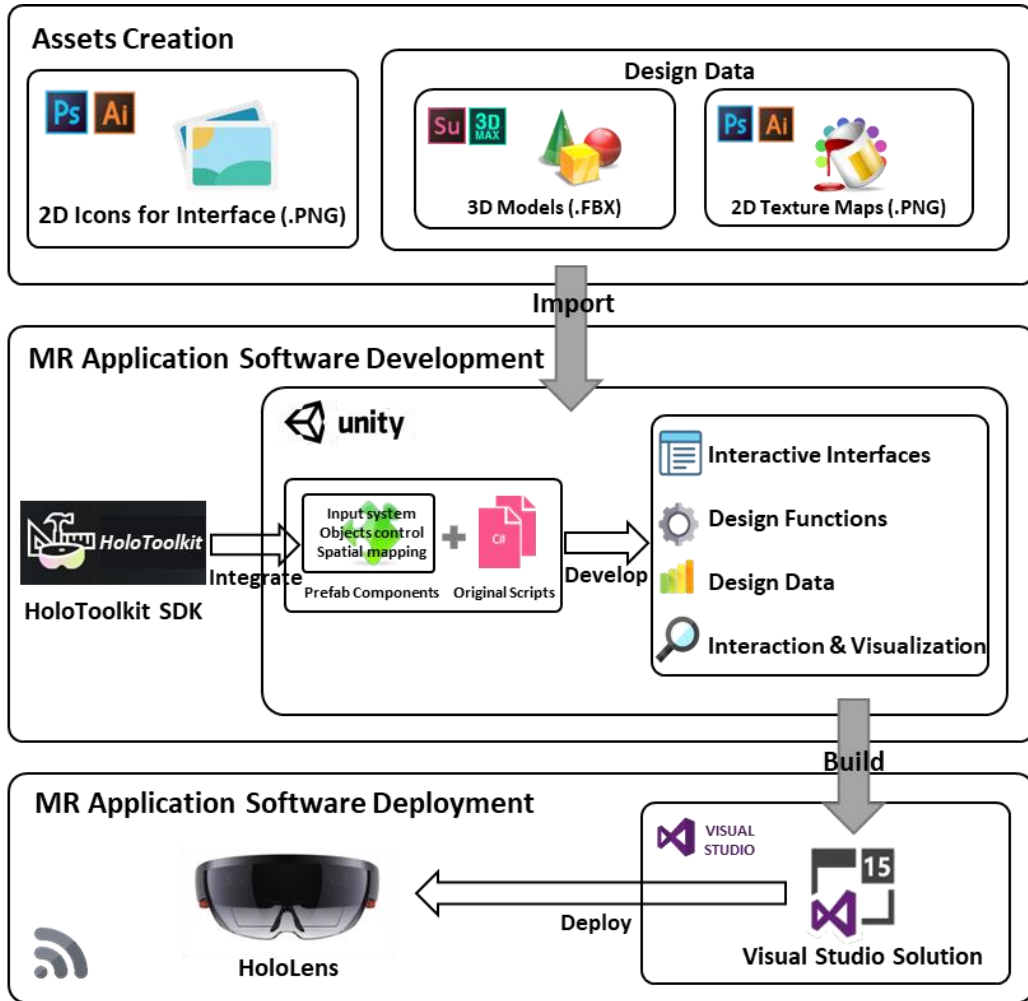 Assets Creation
Ps Ai
2D Icons for Interface (.PNG)
Design Data
Su 3D
MAX
3D Models (.FBX)
Ps Ai
2D Texture Maps (.PNG)
Import
MR Application Software Development
unity
HoloToolkit
HoloToolkit SDK
Integrate
Input system
Objects control
Spatial mapping
Prefab Components
C#
Original Scripts
Develop
Interactive Interfaces
Design Functions
Design Data
Interaction & Visualization
Build
MR Application Software Deployment
HoloLens
Deploy
VISUAL
STUDIO
15
Visual Studio Solution